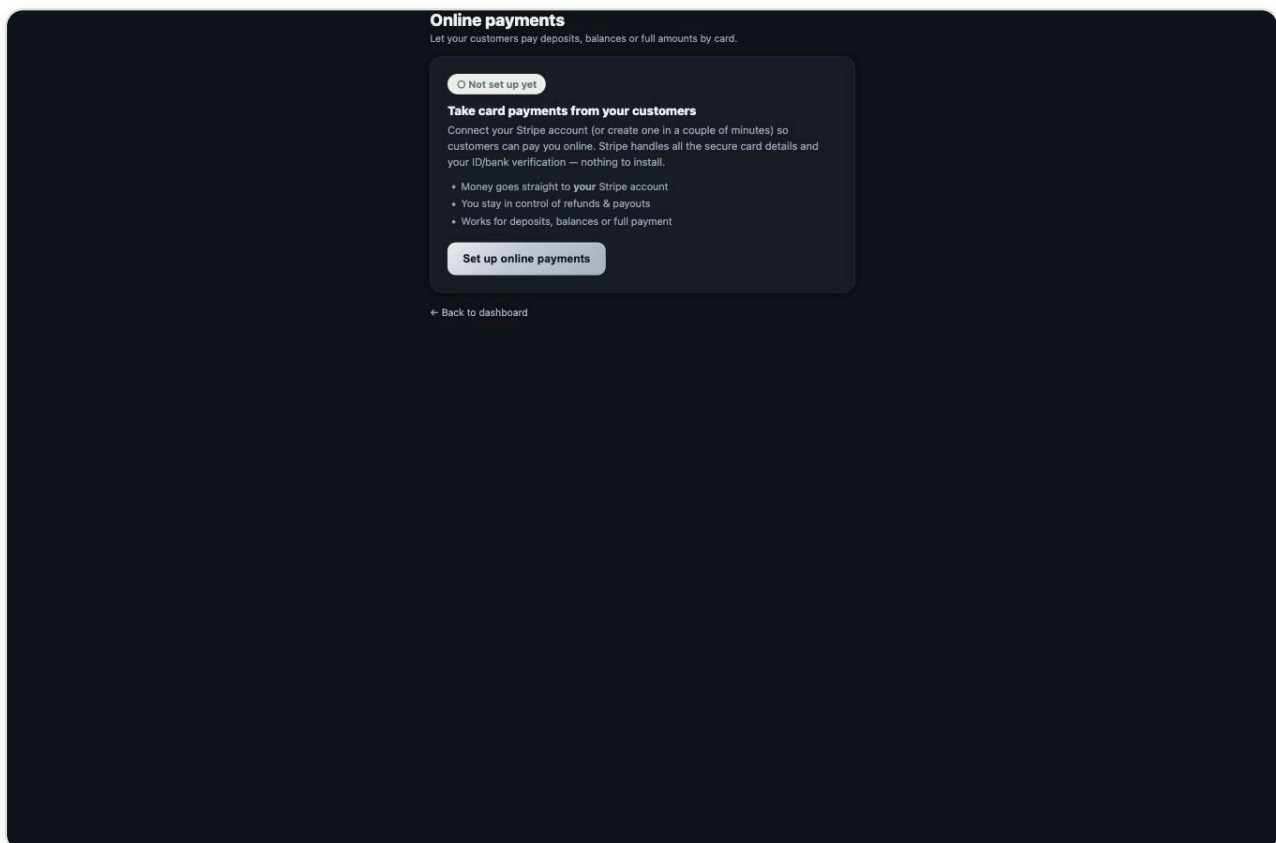 Online payments
Let your customers pay deposits, balances or full amounts by card.
Not set up yet
Take card payments from your customers
Connect your Stripe account (or create one in a couple of minutes) so
customers can pay you online. Stripe handles all the secure card details and
your ID/bank verification — nothing to install.
• Money goes straight to your Stripe account
• You stay in control of refunds & payouts
• Works for deposits, balances or full payment
Set up online payments
← Back to dashboard